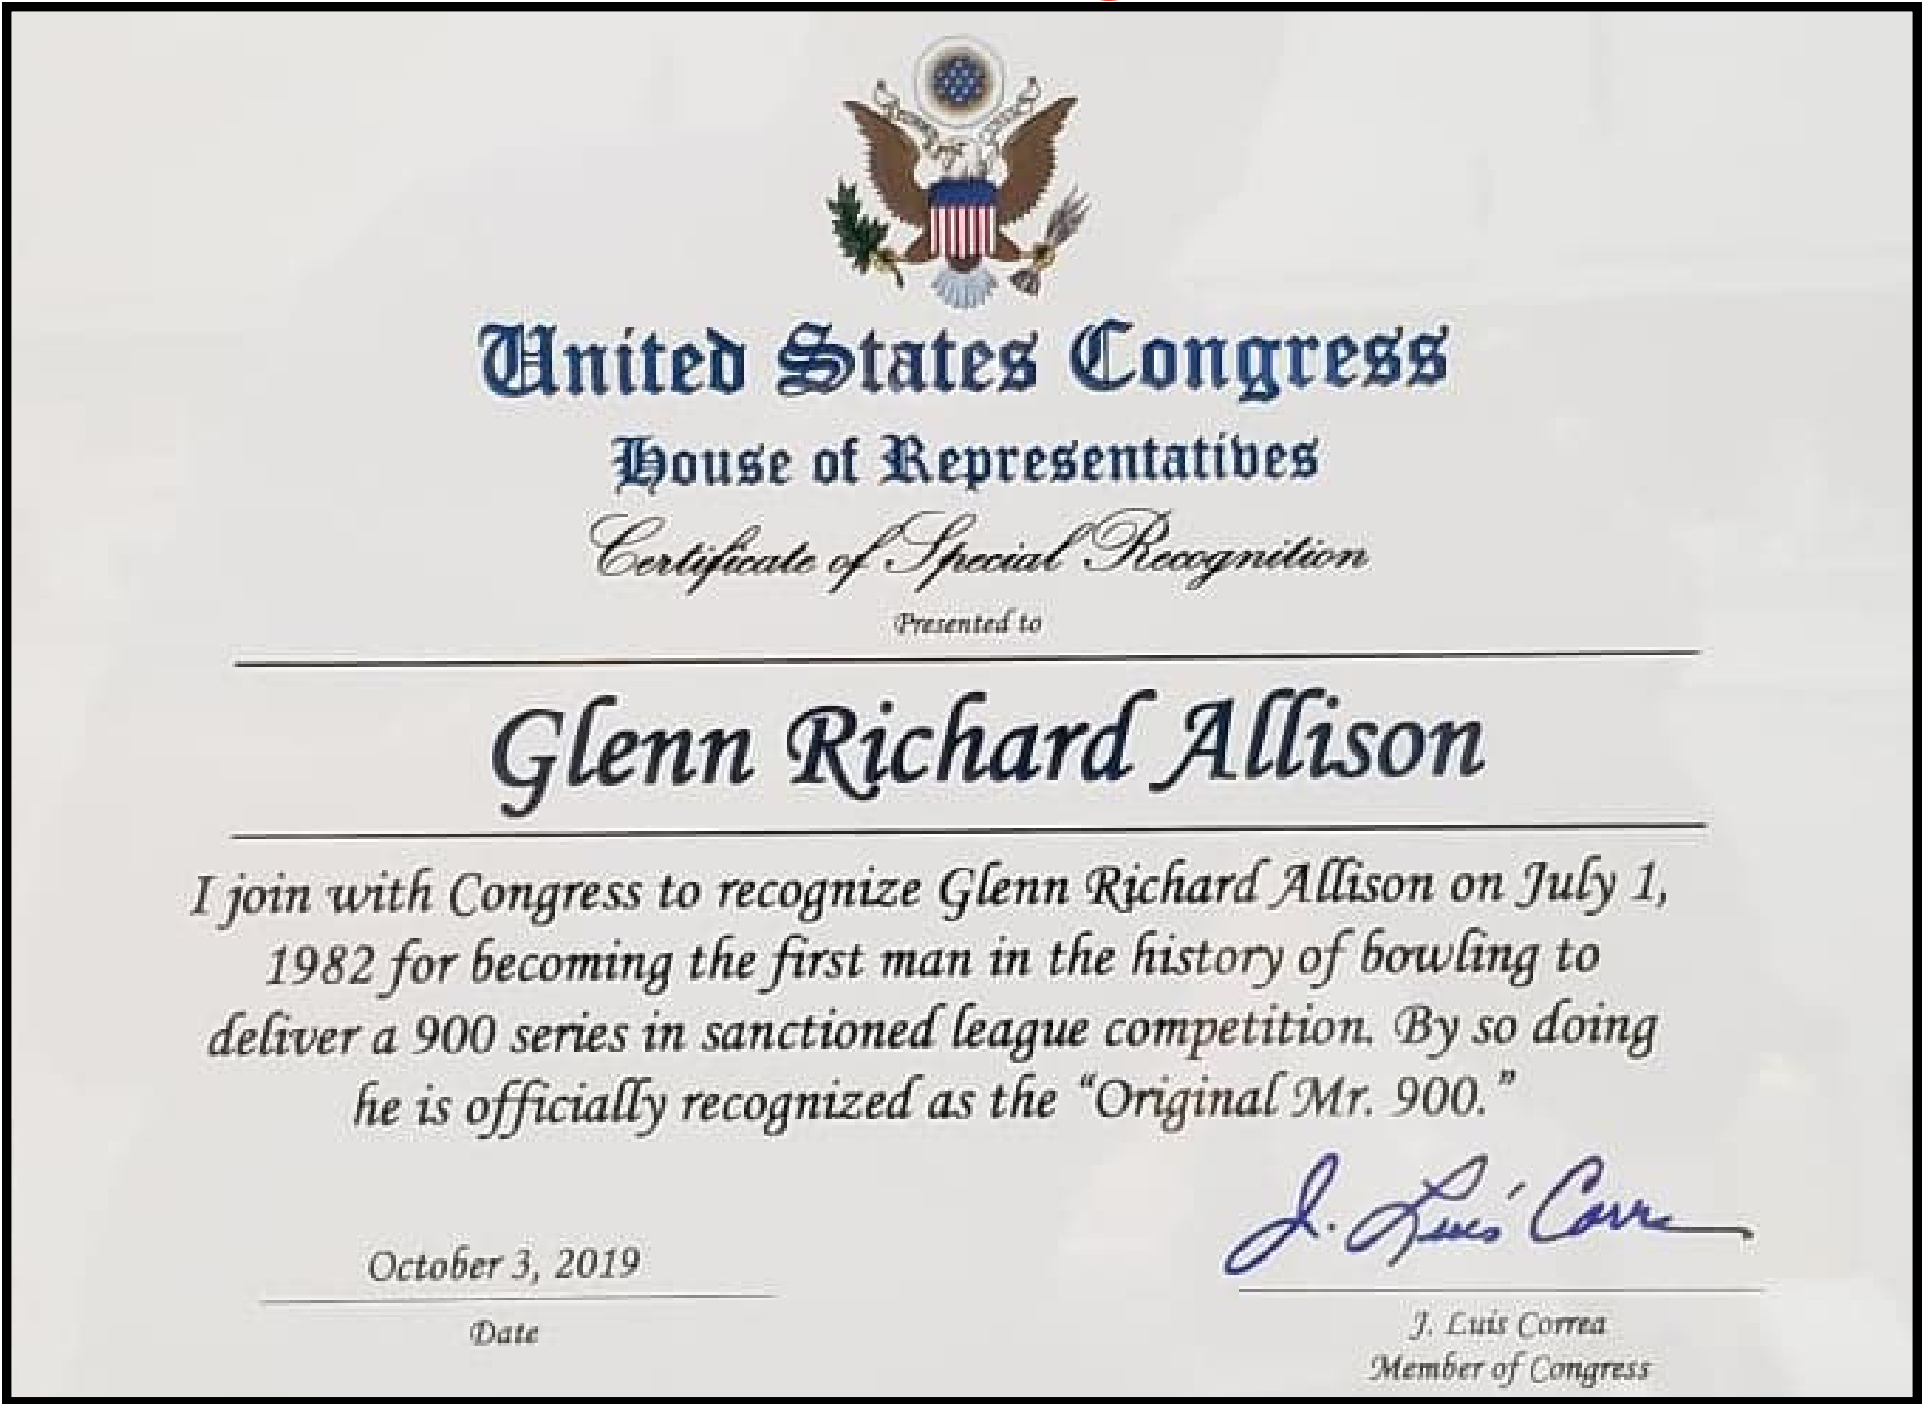 United States Congress
House of Representatives
Certificate of Special Recognition
Presented to
Glenn Richard Allison
I join with Congress to recognize Glenn Richard Allison on July 1,
1982 for becoming the first man in the history of bowling to
deliver a 900 series in sanctioned league competition. By so doing
he is officially recognized as the “Original Mr. 900.”
J. Luis Correa
October 3, 2019
Date
J. Luis Correa
Member of Congress